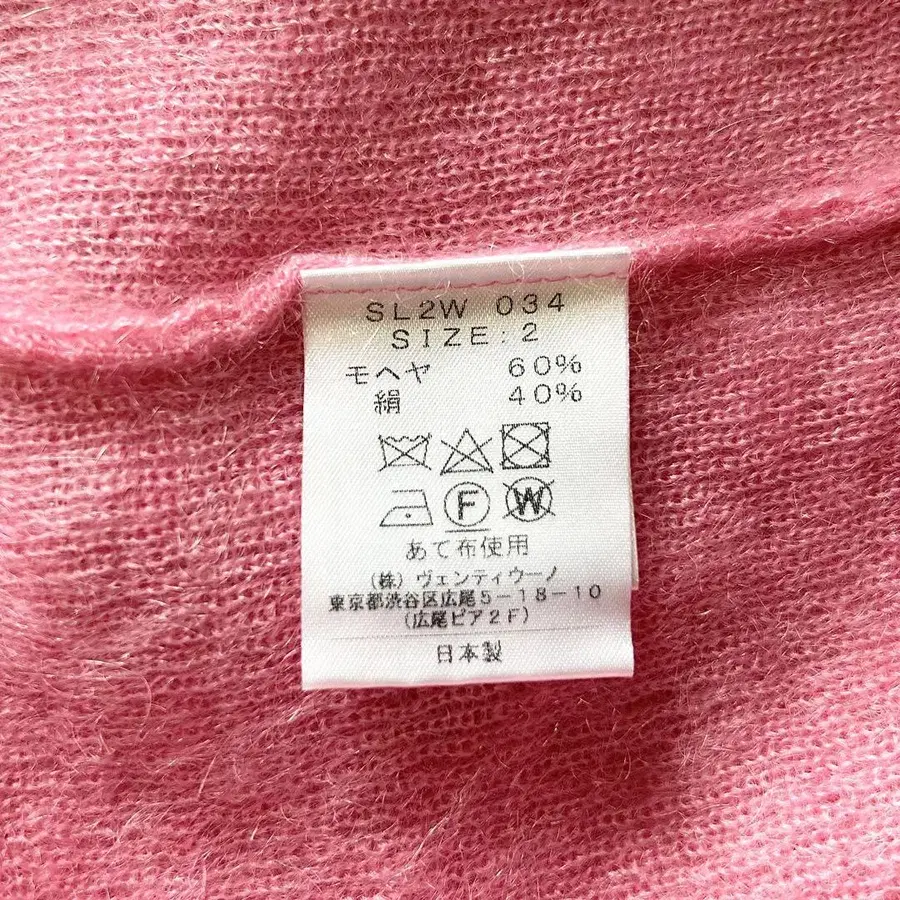 SL2W 034
SIZE:2
モヘヤ 60%
絹 40%
F W
あて布使用
(株) ヴェンティウーノ
東京都渋谷区広尾5-18-10
(広尾ピア2F)
日本製